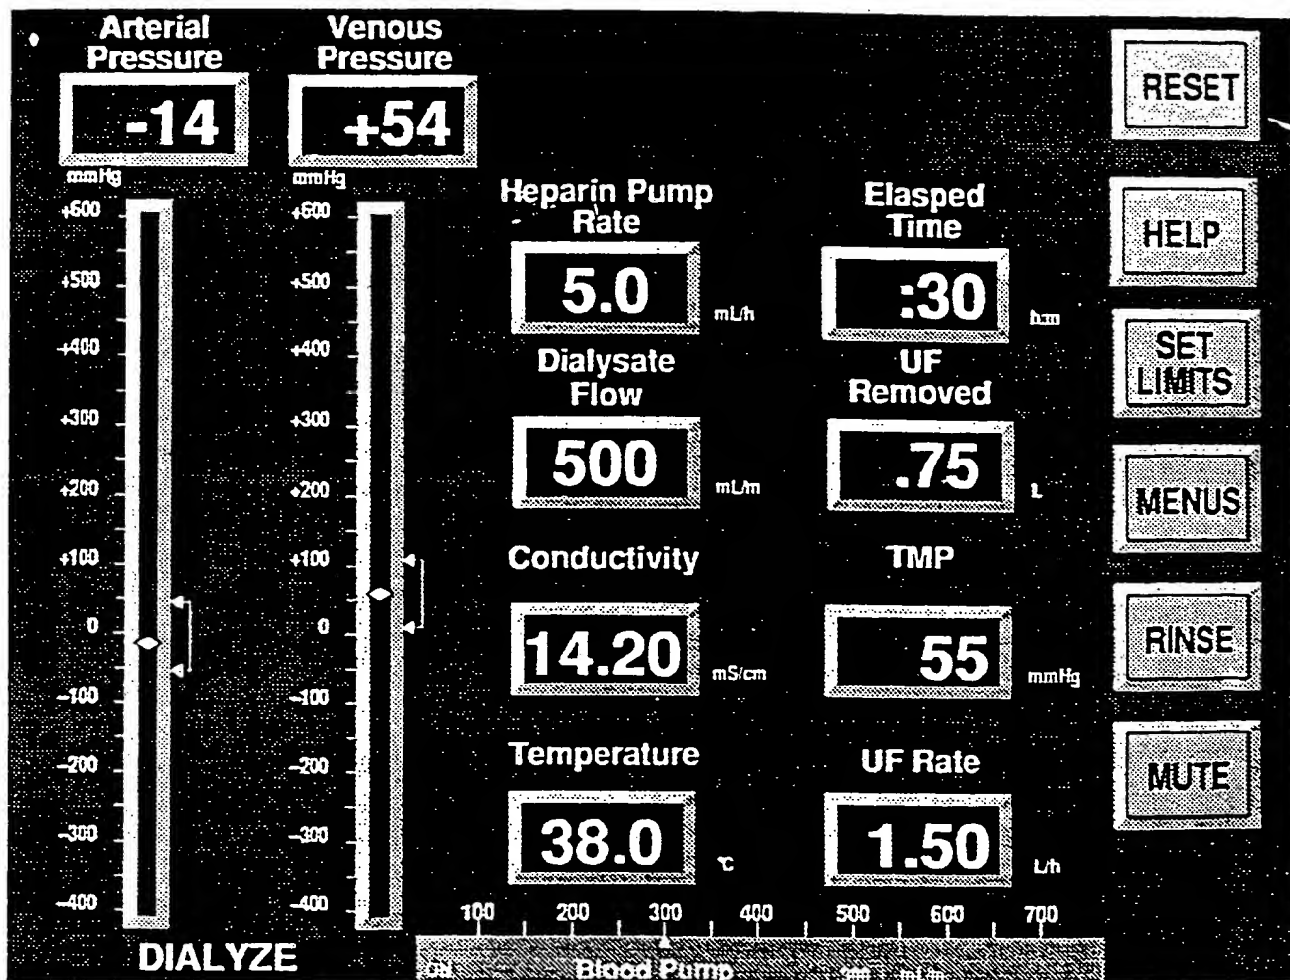 Arterial
Pressure
-14
mmHg
+600
+500
+400
+300
+200
+100
0
-100
-200
-300
-400
Venous
Pressure
+54
mmHg
+600
+500
+400
+300
+200
+100
0
-100
-200
-300
-400
Heparin Pump
Rate
5.0 mL/h
Elasped
Time
:30 h:m
Dialysate
Flow
500 mL/m
UF
Removed
.75 L
Conductivity
14.20 mS/cm
TMP
55 mmHg
Temperature
38.0 °C
UF Rate
1.50 L/h
RESET
HELP
SET
LIMITS
MENUS
RINSE
MUTE
DIALYZE
100 200 300 400 500 600 700
Blood Pump